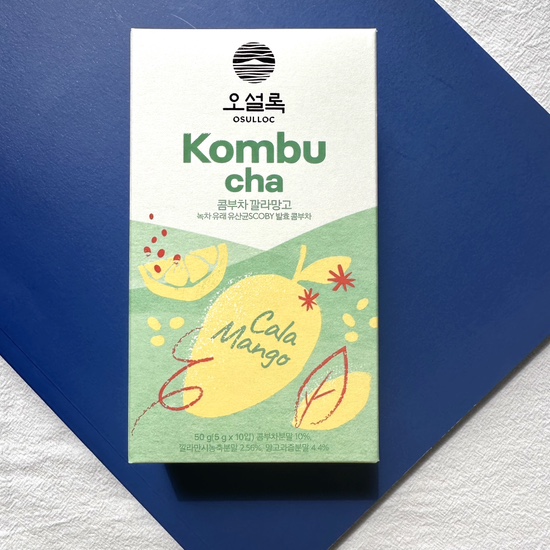 오설록
OSULLOC
Kombu
cha
콤부차 깔라망고
녹차 유래 유산균SCOBY 발효 콤부차
Cala
Mango
50 g(5 g x 10입) 콤부차분말 10%,
깔라만시농축분말 2.56%, 망고과즙분말 4.4%